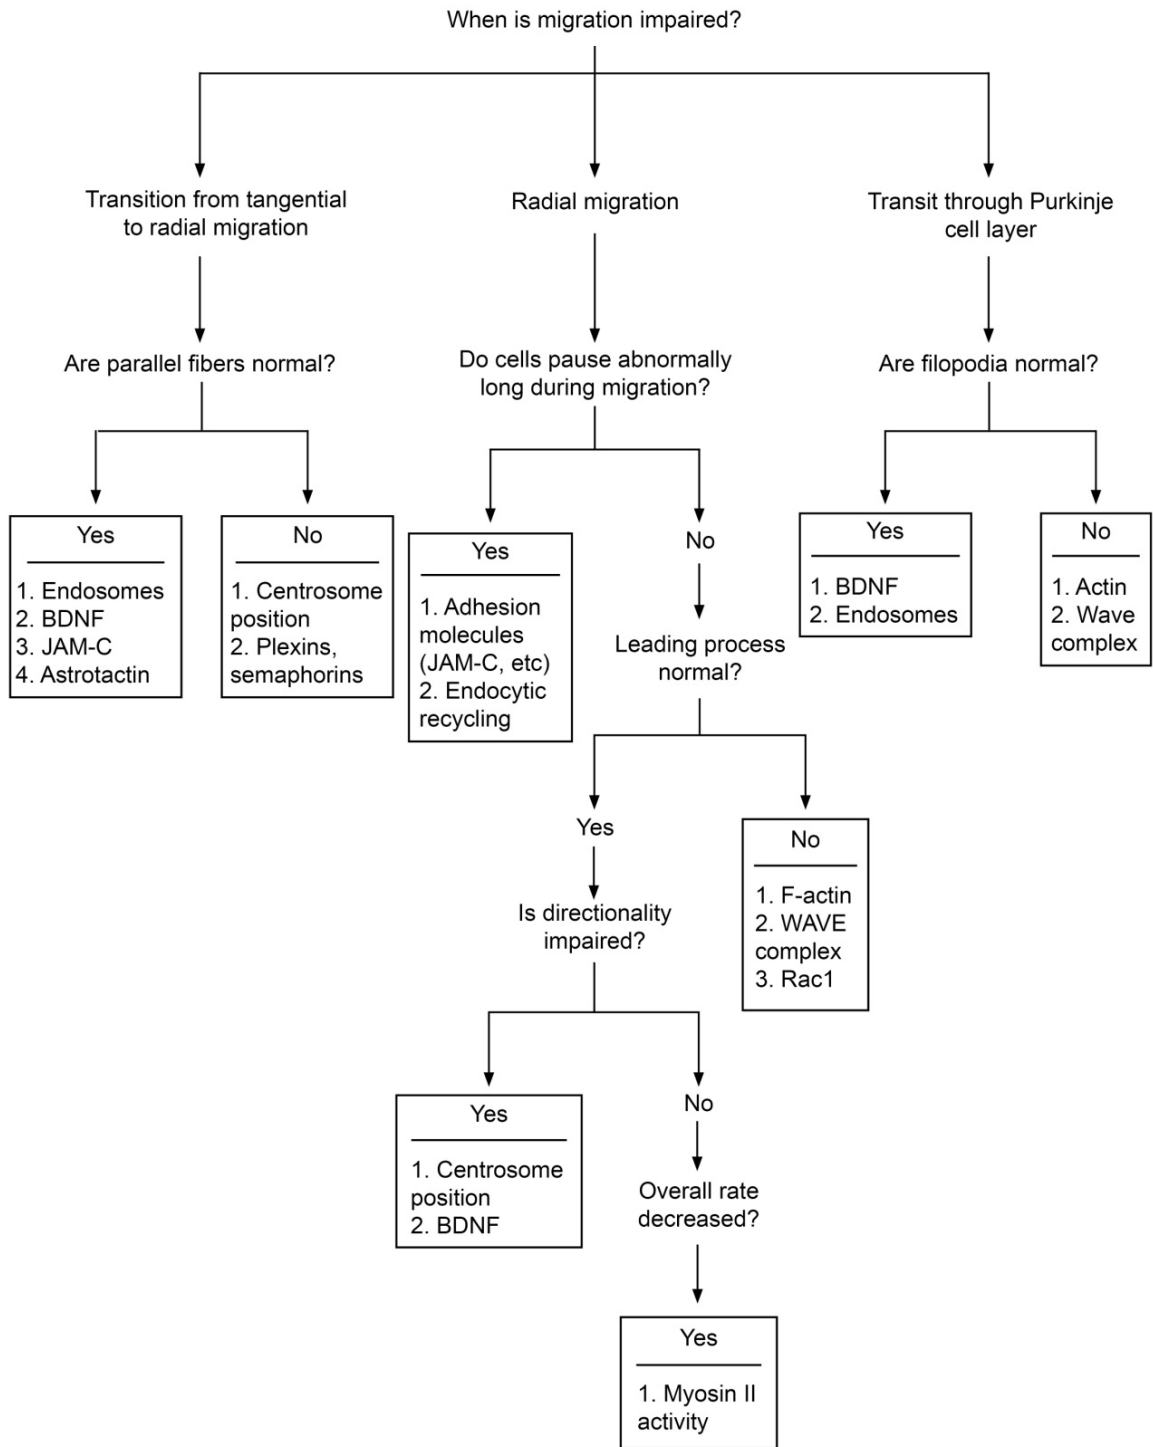 When is migration impaired?
Transition from tangential
to radial migration
Radial migration
Transit through Purkinje
cell layer
Are parallel fibers normal?
Do cells pause abnormally
long during migration?
Are filopodia normal?
Yes
1. Endosomes
2. BDNF
3. JAM-C
4. Astrotactin
No
1. Centrosome
position
2. Plexins,
semaphorins
Yes
1. Adhesion
molecules
(JAM-C, etc)
2. Endocytic
recycling
No
Leading process
normal?
Yes
1. BDNF
2. Endosomes
No
1. Actin
2. Wave
complex
Yes
Is directionality
impaired?
No
1. F-actin
2. WAVE
complex
3. Rac1
Yes
1. Centrosome
position
2. BDNF
No
Overall rate
decreased?
Yes
1. Myosin II
activity